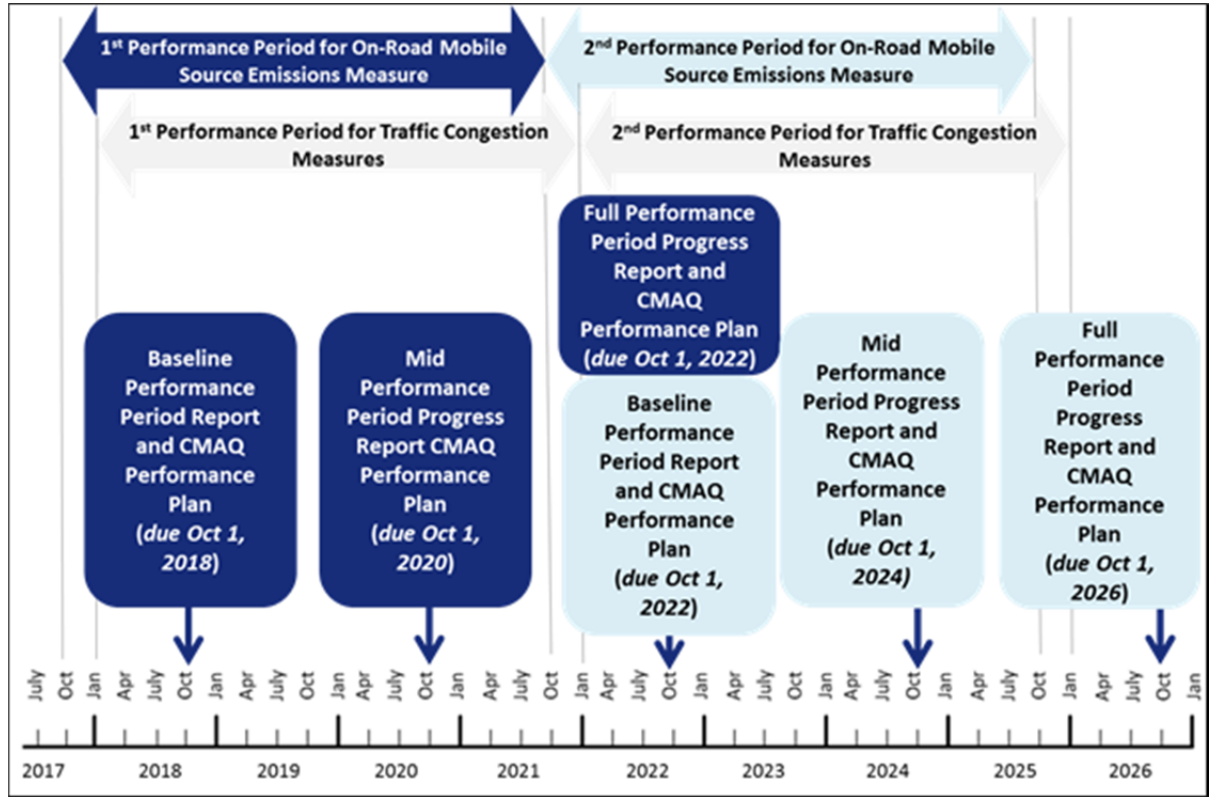 1st Performance Period for On-Road Mobile
Source Emissions Measure
2nd Performance Period for On-Road Mobile
Source Emissions Measure
1st Performance Period for Traffic Congestion
Measures
2nd Performance Period for Traffic Congestion
Measures
Full Performance
Period Progress
Report and
CMAQ
Performance Plan
(due Oct 1, 2022)
Baseline
Performance
Period Report
and CMAQ
Performance
Plan
(due Oct 1,
2018)
Mid
Performance
Period Progress
Report CMAQ
Performance
Plan
(due Oct 1,
2020)
Baseline
Performance
Period Report
and CMAQ
Performance
Plan
(due Oct 1,
2022)
Mid
Performance
Period Progress
Report and
CMAQ
Performance
Plan
(due Oct 1,
2024)
Full
Performance
Period
Progress
Report and
CMAQ
Performance
Plan
(due Oct 1,
2026)
July Oct Jan Apr July Oct Jan Apr July Oct Jan Apr July Oct Jan Apr July Oct Jan Apr July Oct Jan Apr July Oct Jan Apr July Oct Jan Apr July Oct Jan Apr July Oct Jan
2017 2018 2019 2020 2021 2022 2023 2024 2025 2026